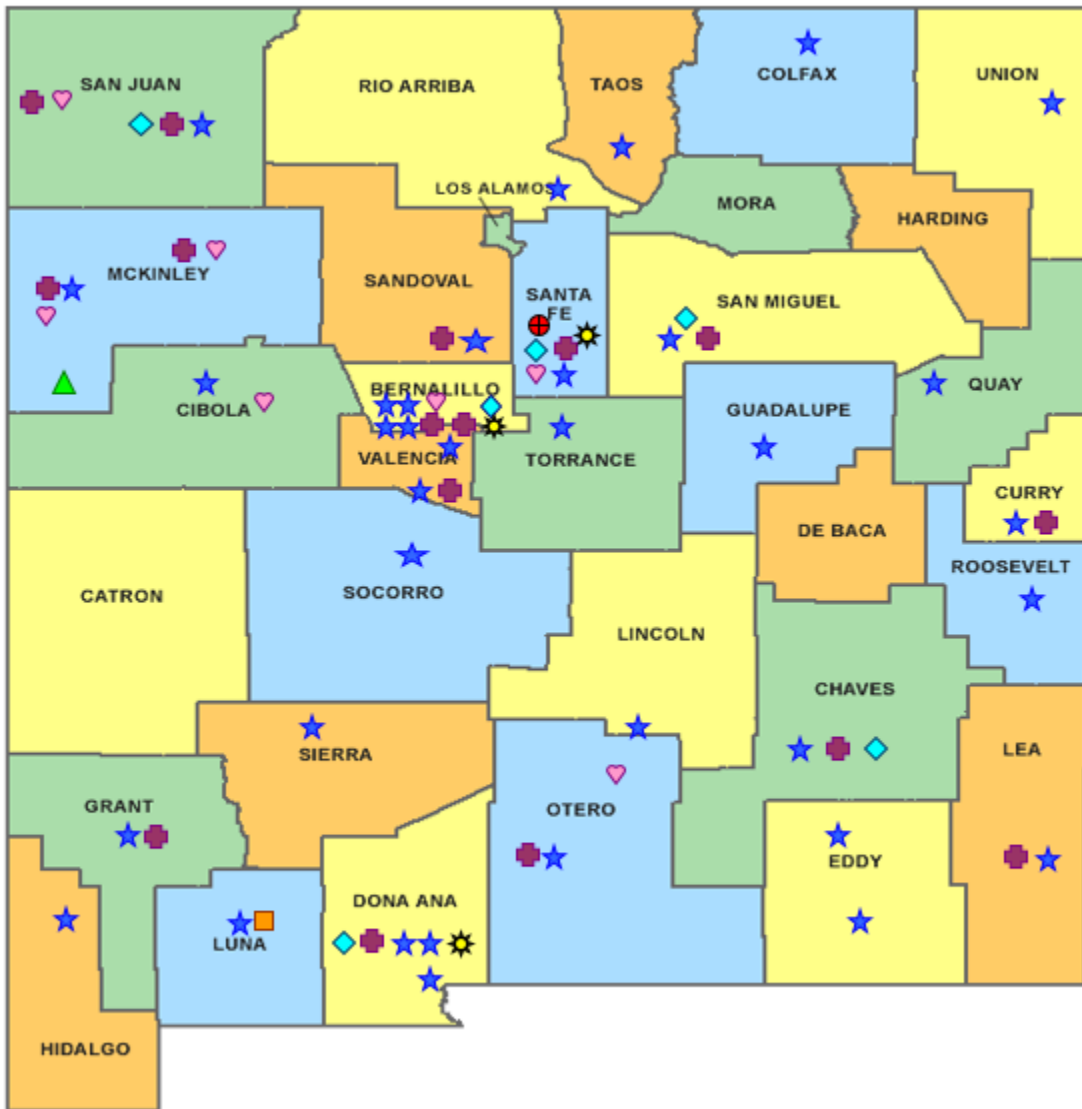 SAN JUAN
RIO ARRIBA
TAOS
COLFAX
UNION
LOS ALAMOS
MORA
HARDING
MCKINLEY
SANDOVAL
SANTA
FE
SAN MIGUEL
QUAY
CIBOLA
BERNALILLO
GUADALUPE
VALENCIA
TORRANCE
CURRY
DE BACA
ROOSEVELT
CATRON
SOCORRO
LINCOLN
CHAVES
SIERRA
LEA
GRANT
OTERO
EDDY
DONA ANA
LUNA
HIDALGO